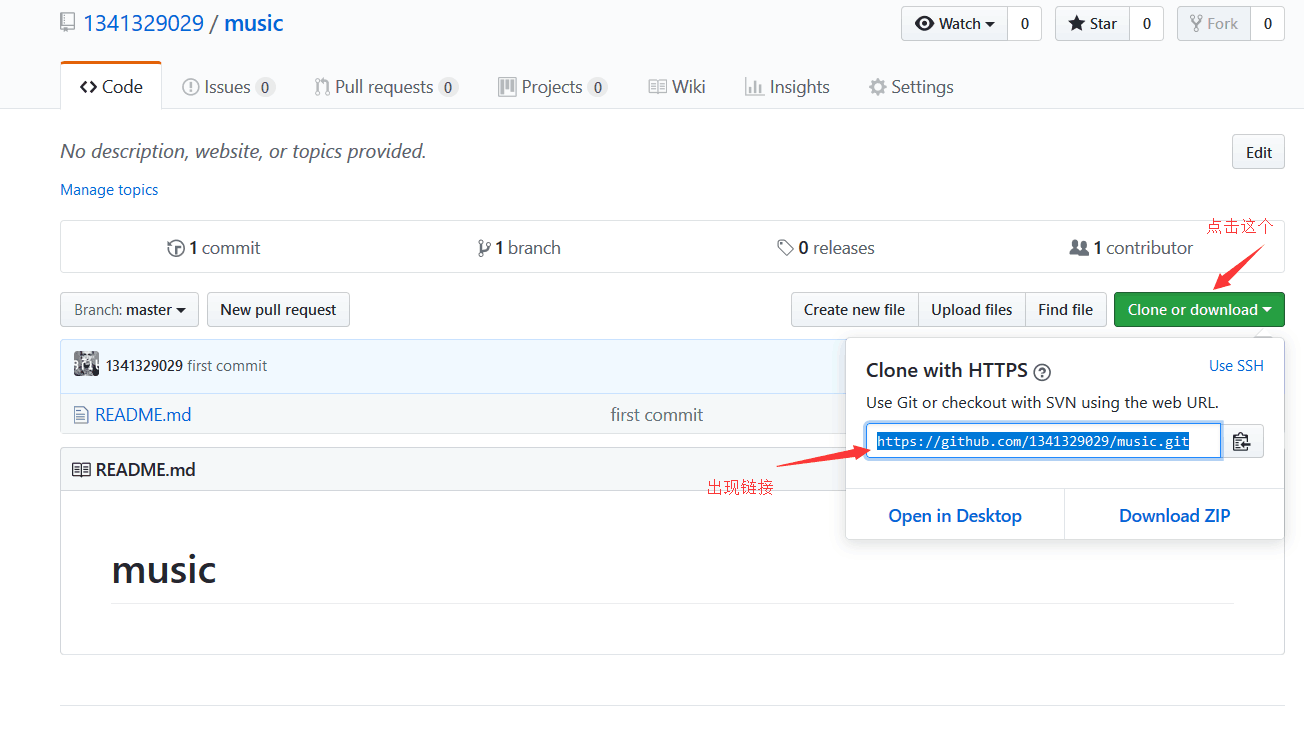 1341329029 / music
Watch 0 Star 0 Fork 0
Code Issues 0 Pull requests 0 Projects 0 Wiki Insights Settings
No description, website, or topics provided.
Edit
Manage topics
点击这个
1 commit 1 branch 0 releases 1 contributor
Branch: master New pull request Create new file Upload files Find file Clone or download
1341329029 first commit
README.md first commit
Clone with HTTPS ? Use SSH
Use Git or checkout with SVN using the web URL.
https://github.com/1341329029/music.git
出现链接
Open in Desktop Download ZIP
README.md
music